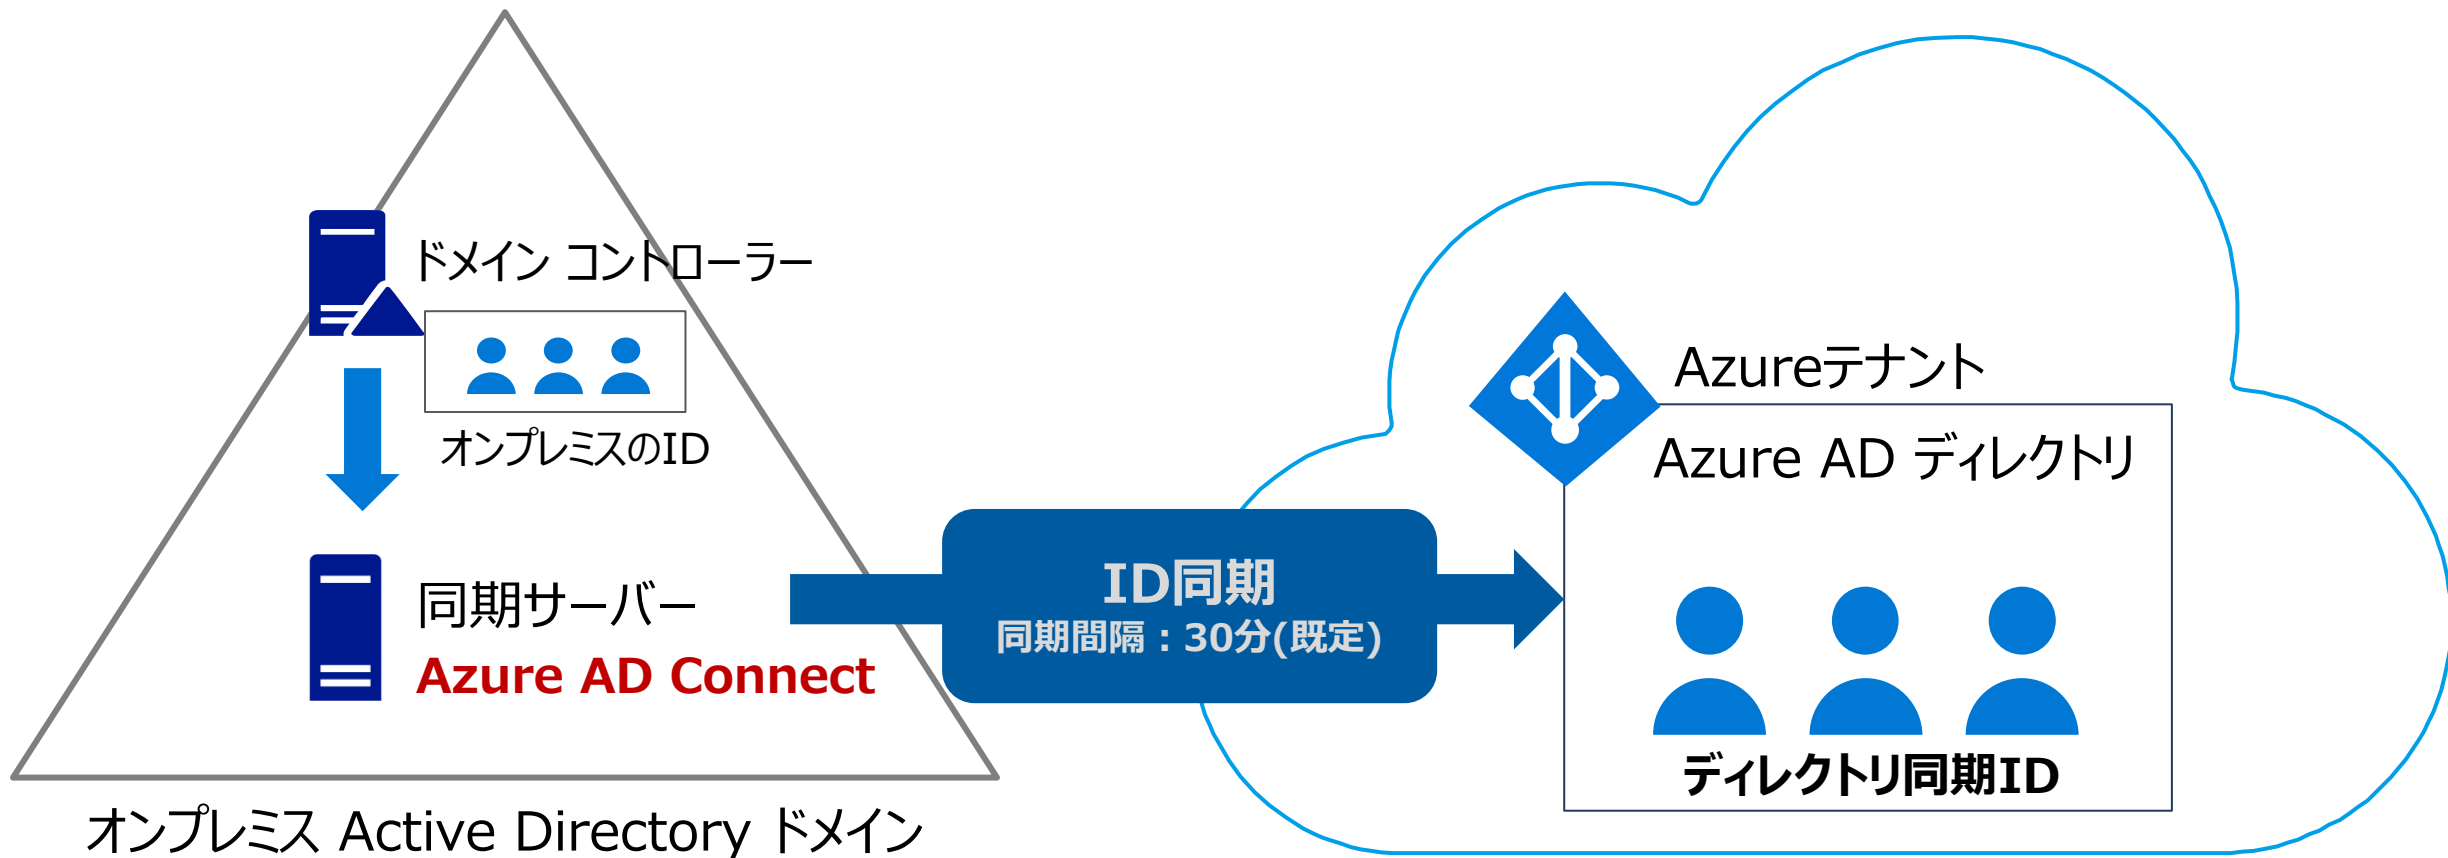 ドメイン コントローラー
オンプレミスのID
同期サーバー
Azure AD Connect
オンプレミス Active Directory ドメイン
ID同期
同期間隔：30分(既定)
Azureテナント
Azure AD ディレクトリ
ディレクトリ同期ID